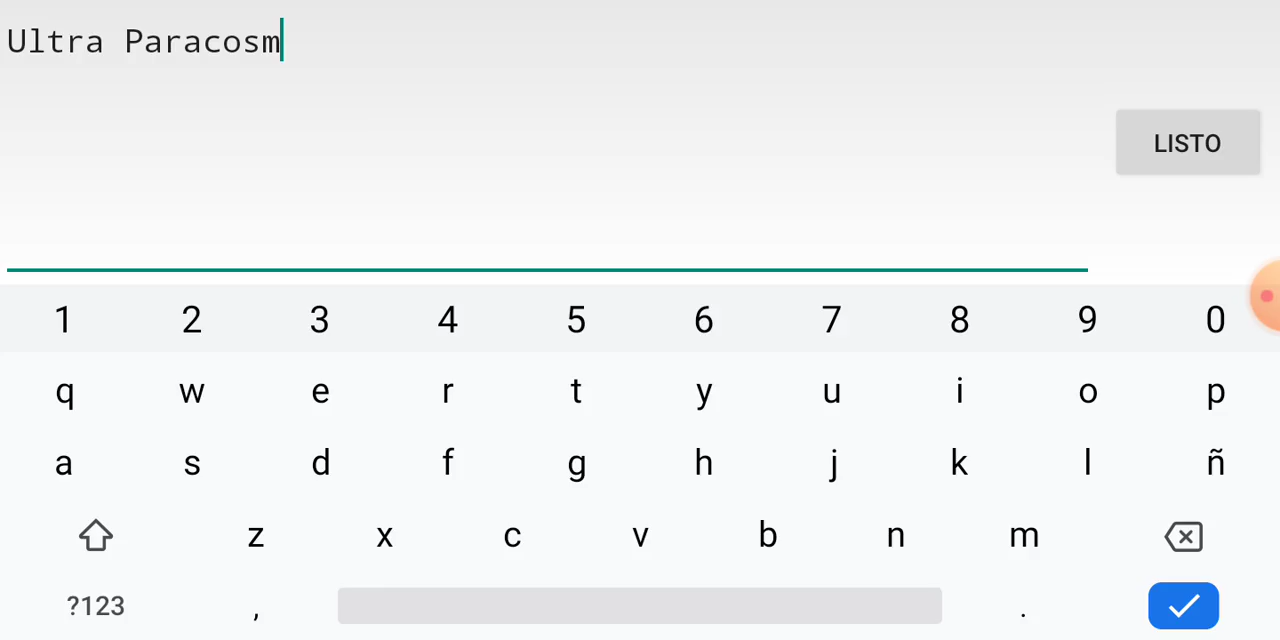 Ultra Paracosm
LISTO
1 2 3 4 5 6 7 8 9 0
q w e r t y u i o p
a s d f g h j k l ñ
z x c v b n m
?123 , .